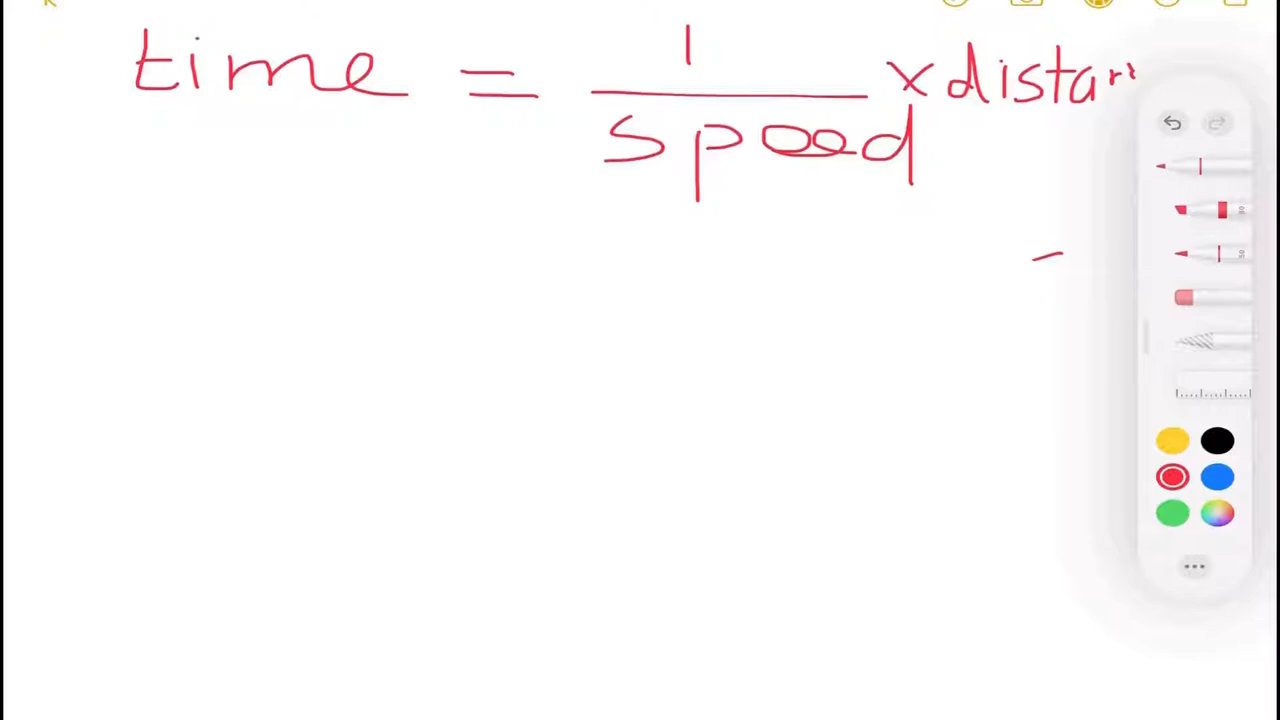 time = 1/speed × distan